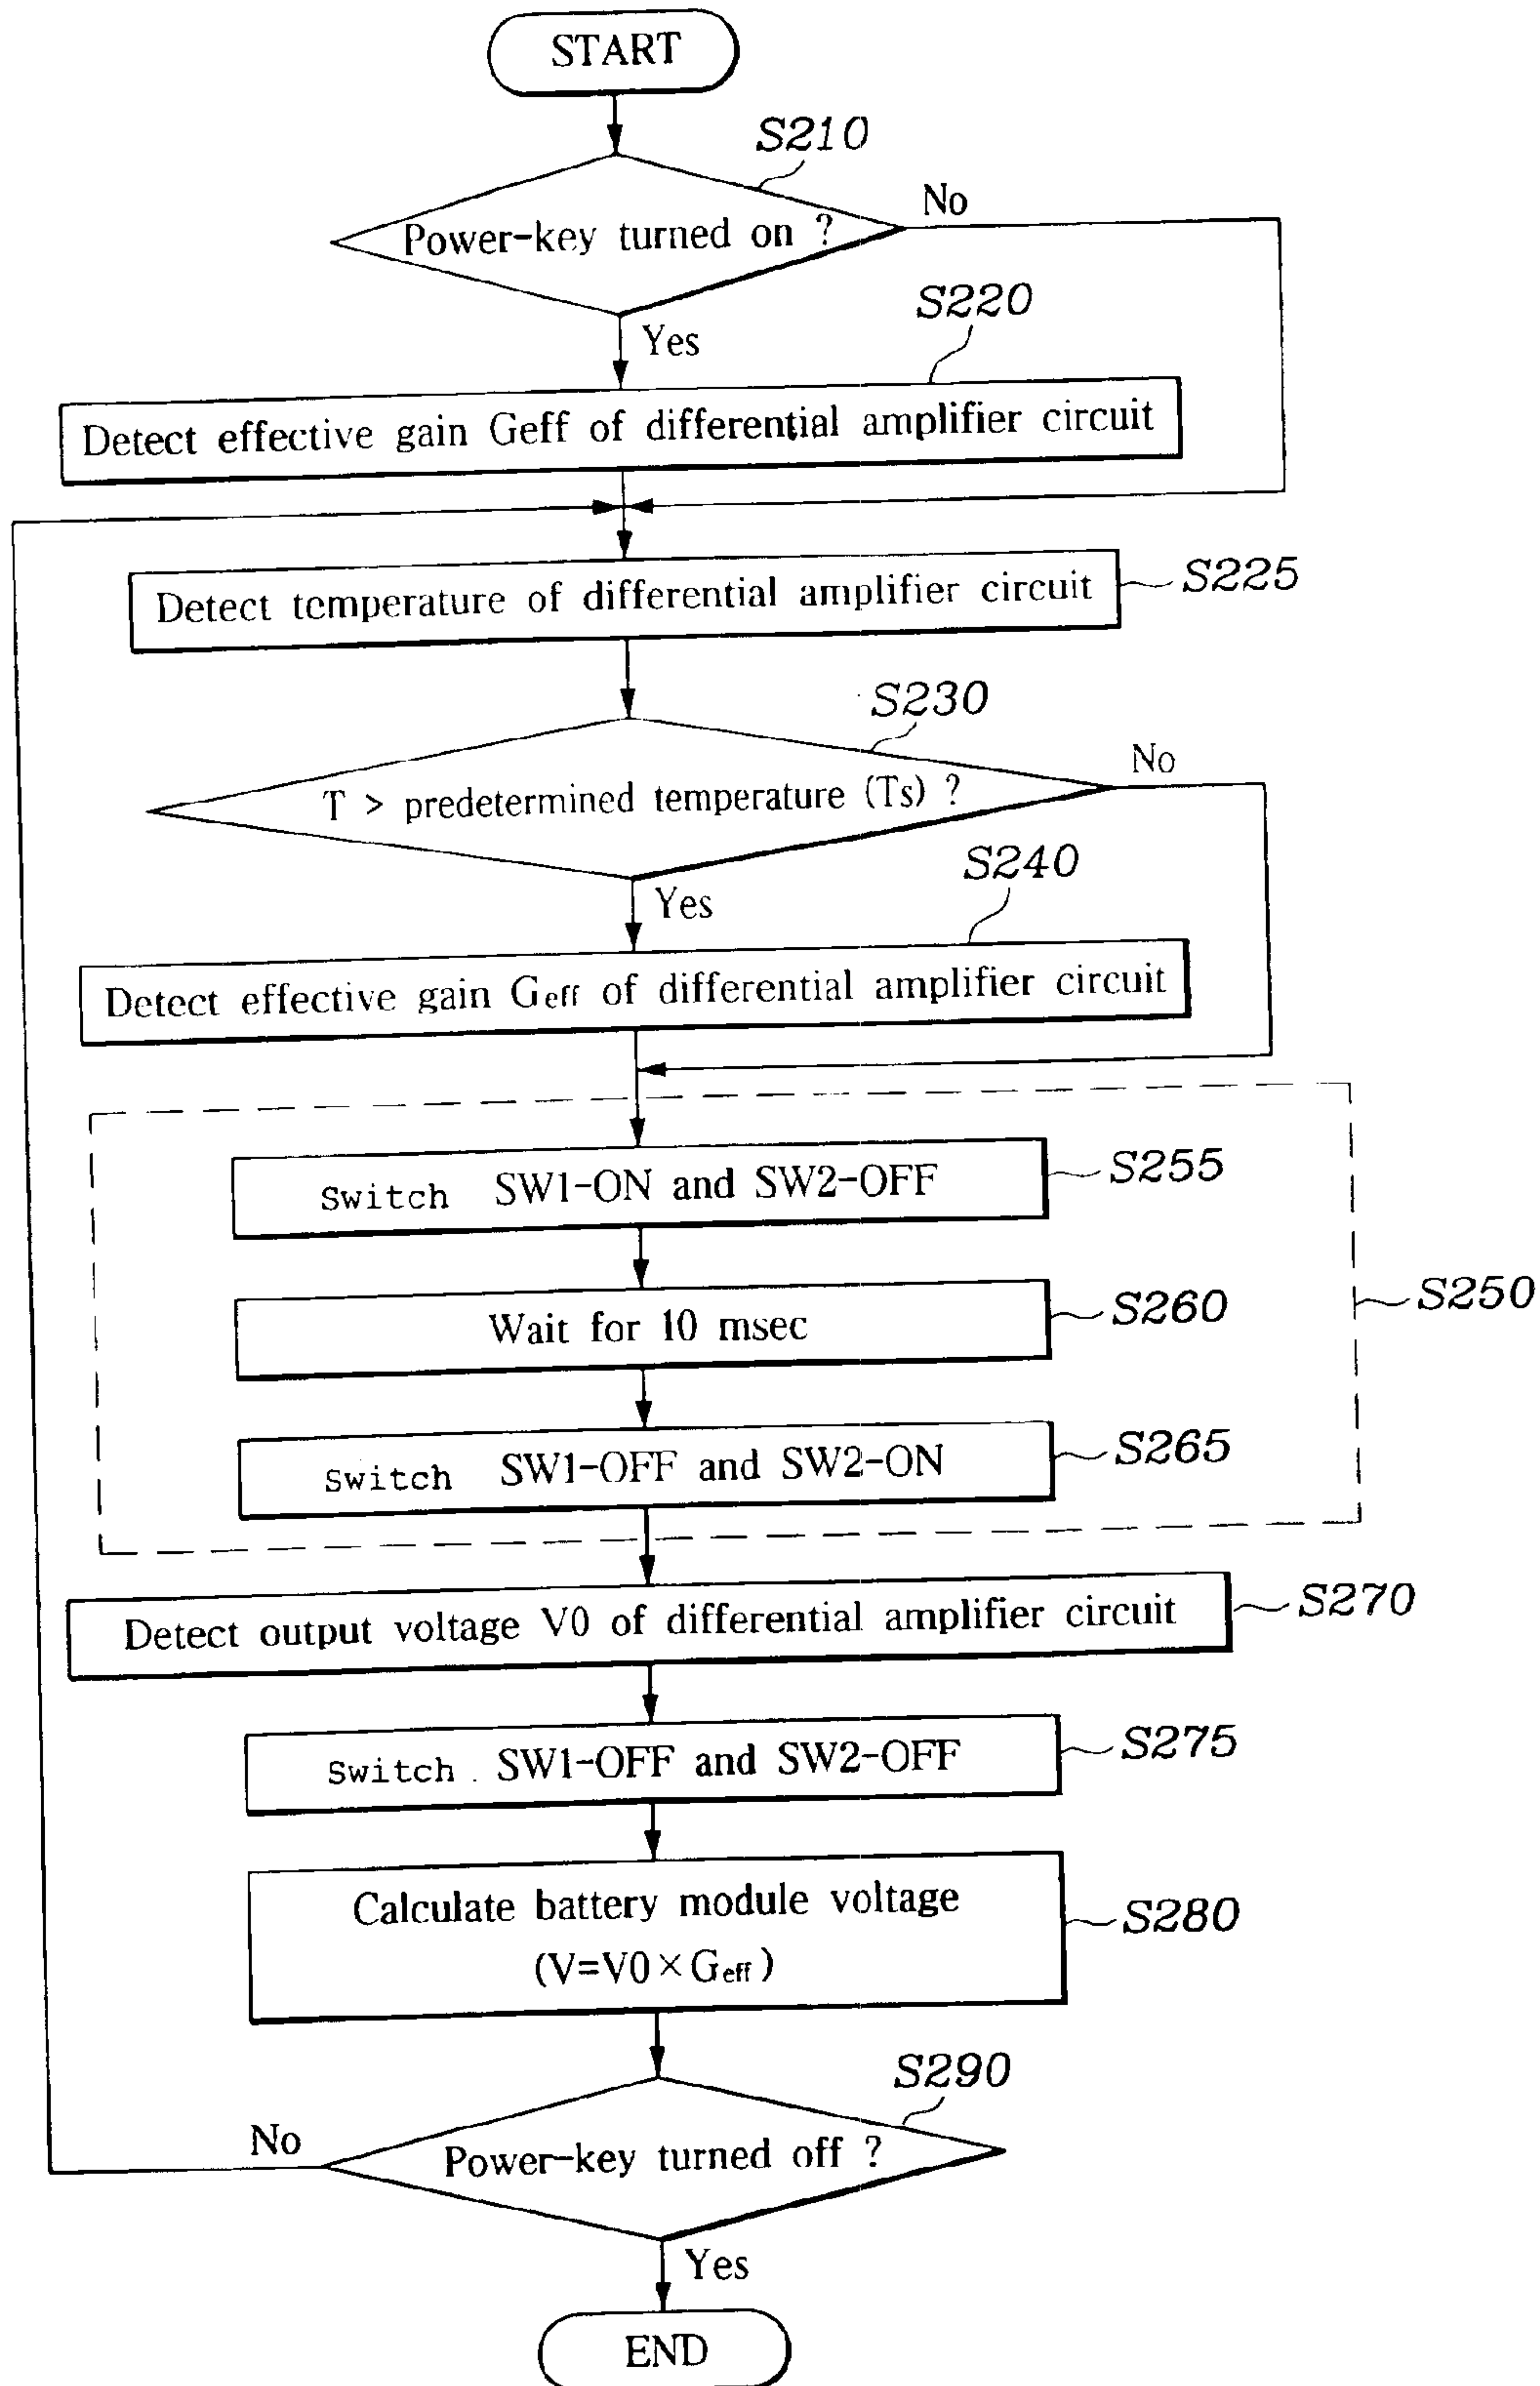 START
S210
Power-key turned on ?
No
Yes
S220
Detect effective gain Geff of differential amplifier circuit
Detect temperature of differential amplifier circuit
S225
S230
T > predetermined temperature (Ts) ?
No
Yes
S240
Detect effective gain Geff of differential amplifier circuit
Switch SW1-ON and SW2-OFF
S255
Wait for 10 msec
S260
S250
Switch SW1-OFF and SW2-ON
S265
Detect output voltage V0 of differential amplifier circuit
S270
Switch SW1-OFF and SW2-OFF
S275
Calculate battery module voltage
(V=V0×Geff)
S280
S290
Power-key turned off ?
No
Yes
END